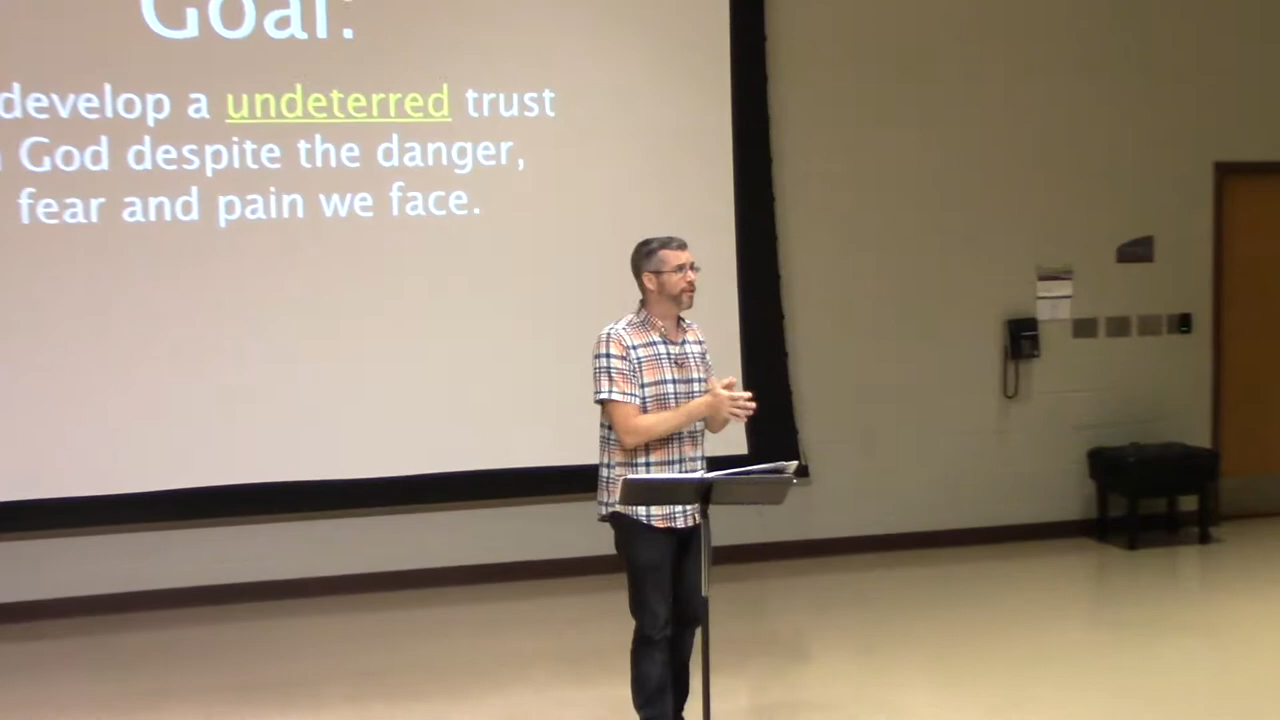 Goal:
develop a undeterred trust
God despite the danger,
fear and pain we face.